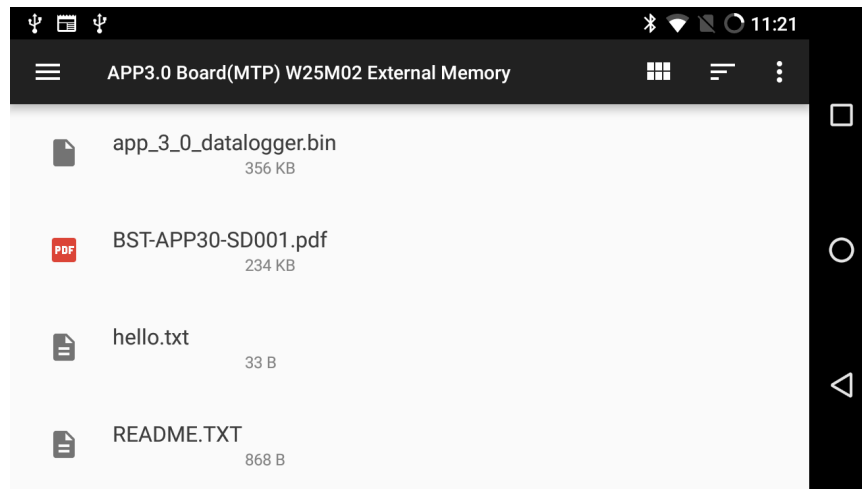 11:21
APP3.0 Board(MTP) W25M02 External Memory
app_3_0_datalogger.bin
356 KB
PDF
BST-APP30-SD001.pdf
234 KB
hello.txt
33 B
README.TXT
868 B